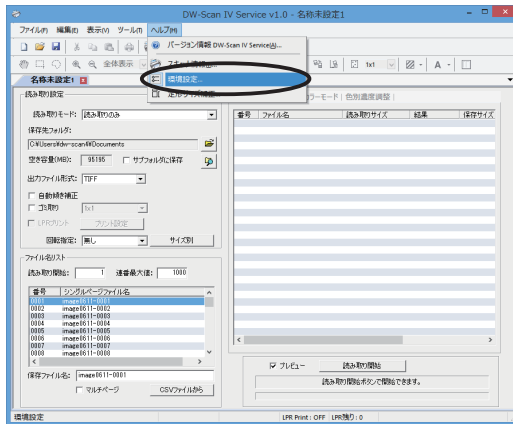 DW-Scan IV Service v1.0 - 名称未設定1
ファイル(F) 編集(E) 表示(V) ツール(T) ヘルプ(H)
バージョン情報 DW-Scan IV Service(A)...
全体表示
1x1
環境設定...
名称未設定1
読み取り設定
カラーモード 色別濃度調整
読み取りモード: 読み取りのみ
番号 ファイル名 読み取りサイズ 結果 保存サイズ
保存先フォルダ:
C:¥Users¥dw-scan4¥Documents
空き容量(MB): 95195 サブフォルダに保存
出力ファイル形式: TIFF
自動傾き補正
ゴミ取り 1x1
LPRプリント プリント設定
回転指定: 無し サイズ別
ファイル名リスト
読み取り開始: 1 連番最大値: 1000
番号 シングルページファイル名
0001 image0611-0001
0002 image0611-0002
0003 image0611-0003
0004 image0611-0004
0005 image0611-0005
0006 image0611-0006
0007 image0611-0007
0008 image0611-0008
保存ファイル名: image0611-0001
マルチページ CSVファイルから
プレビュー 読み取り開始
読み取り開始ボタンで開始できます。
環境設定
LPR Print : OFF LPR残り : 0